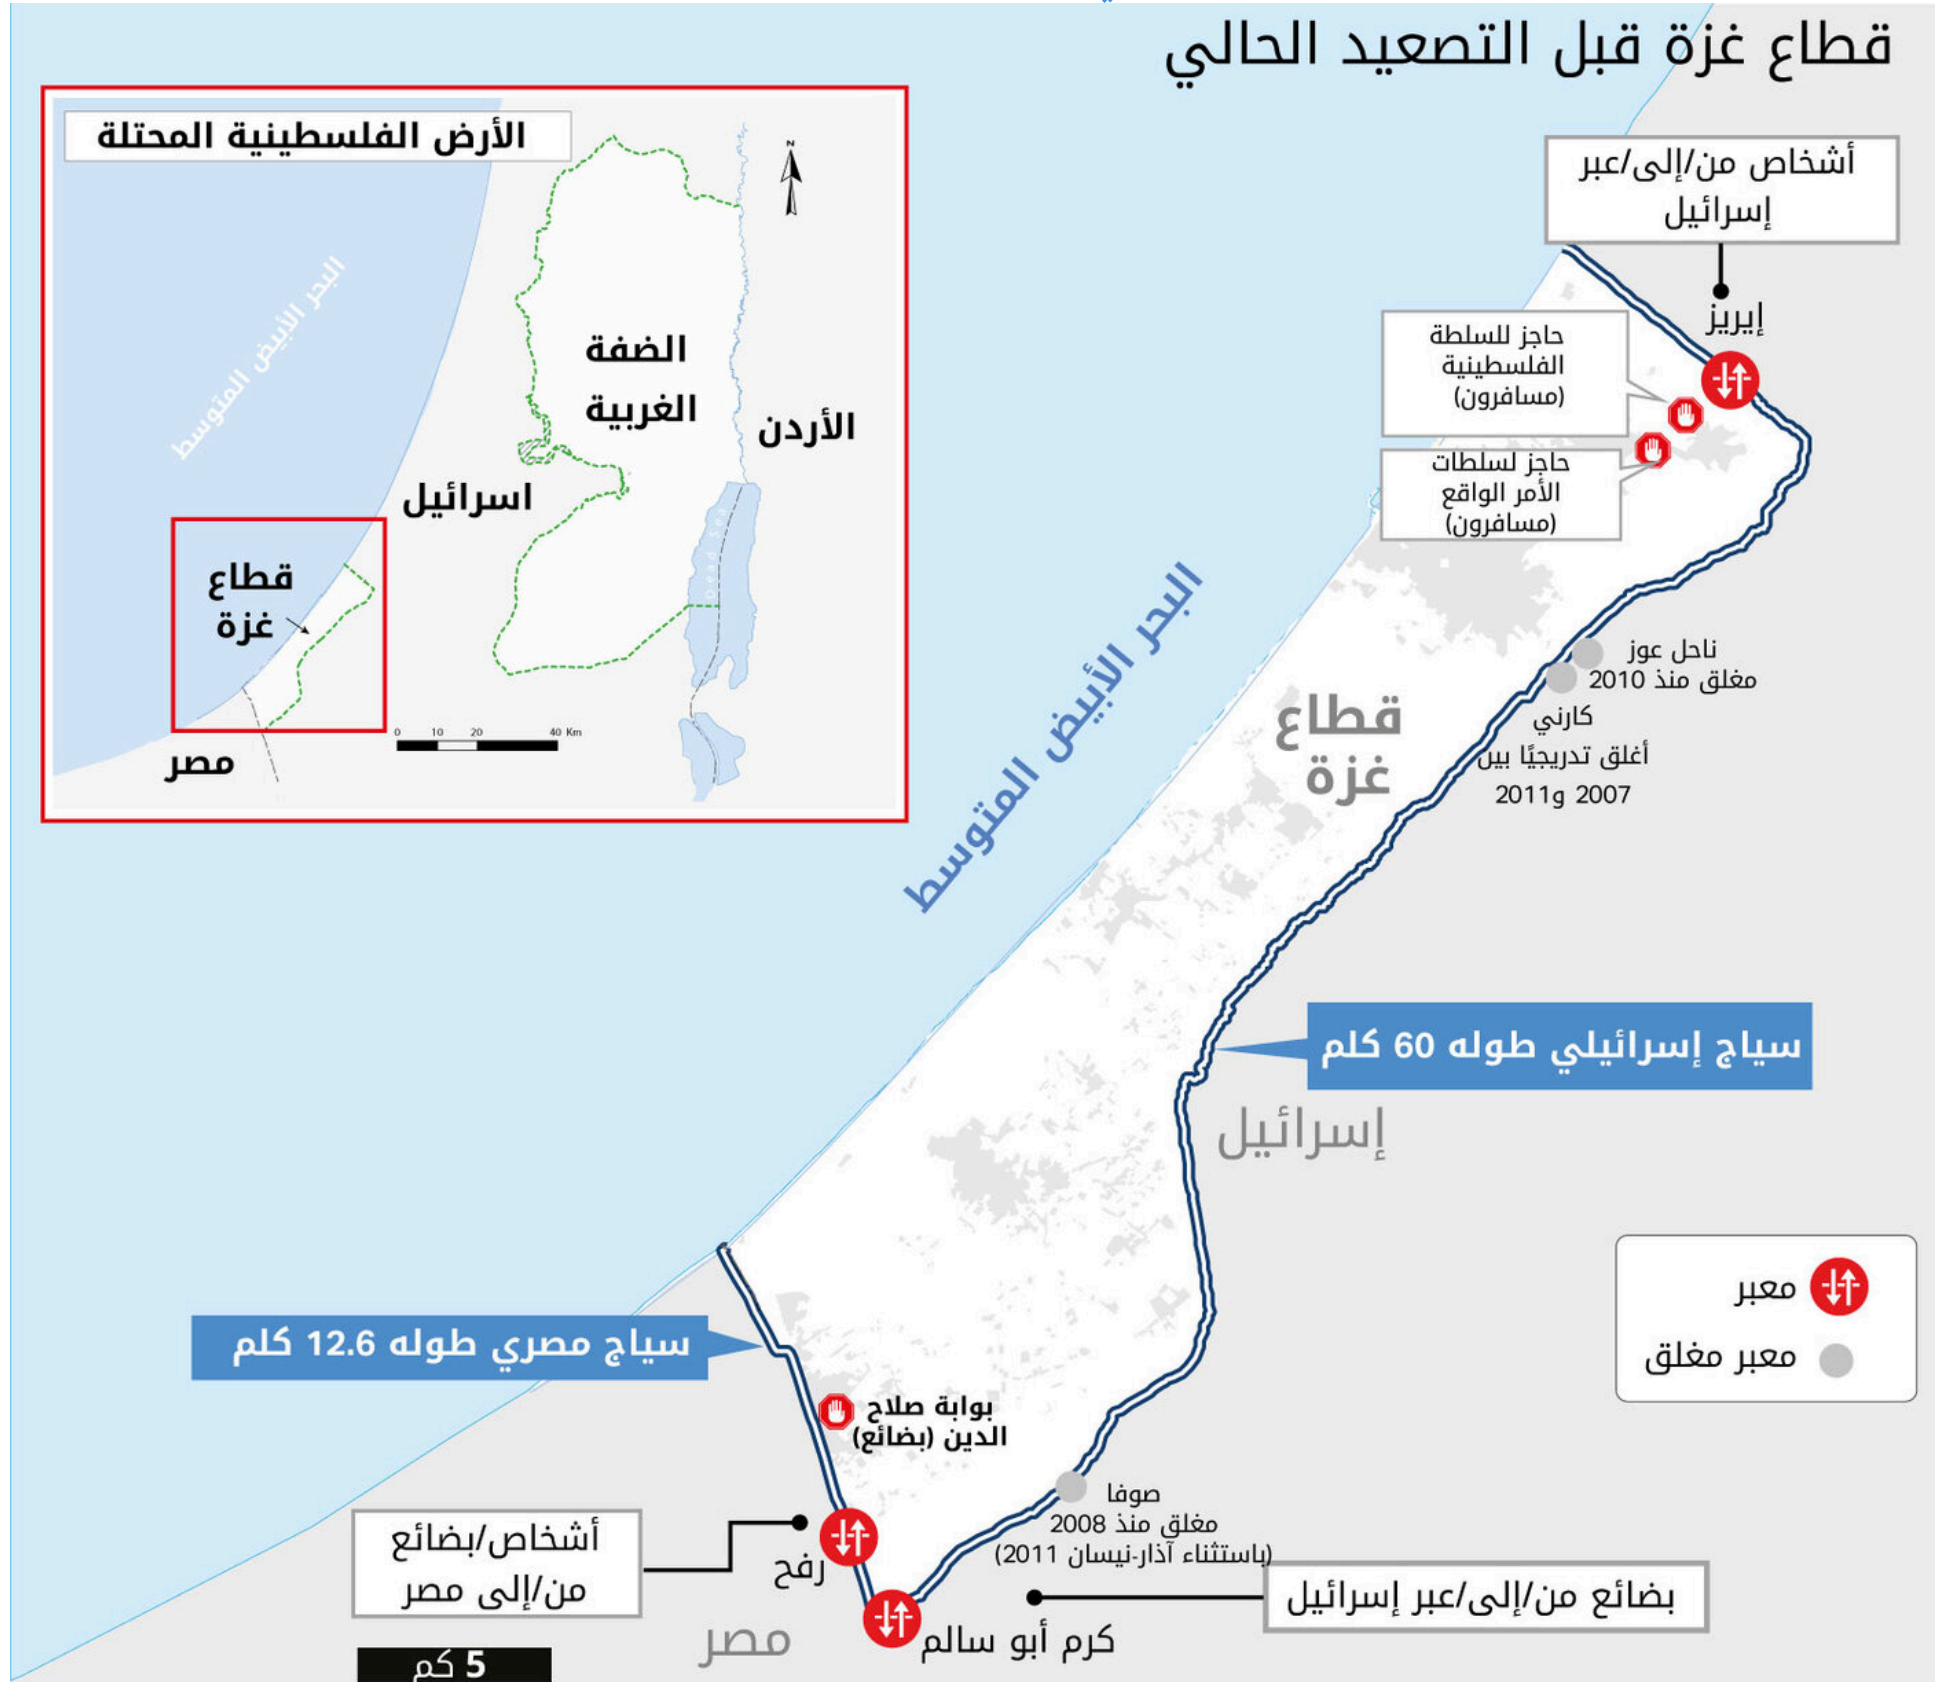 قطاع غزة قبل التصعيد الحالي
الأرض الفلسطينية المحتلة
N
البحر الأبيض المتوسط
الضفة
الغربية
الأردن
اسرائيل
Dead Sea
قطاع
غزة
مصر
0 10 20 40 Km
أشخاص من/إلى/عبر
إسرائيل
إيريز
حاجز للسلطة
الفلسطينية
(مسافرون)
حاجز لسلطات
الأمر الواقع
(مسافرون)
البحر الأبيض المتوسط
قطاع
غزة
ناحل عوز
مغلق منذ 2010
كارني
أغلق تدريجيًا بين
2007 و2011
سياج إسرائيلي طوله 60 كلم
إسرائيل
معبر
معبر مغلق
سياج مصري طوله 12.6 كلم
بوابة صلاح
الدين (بضائع)
صوفا
مغلق منذ 2008
(باستثناء آذار-نيسان 2011)
أشخاص/بضائع
من/إلى مصر
رفح
بضائع من/إلى/عبر إسرائيل
كرم أبو سالم
مصر
5 كم